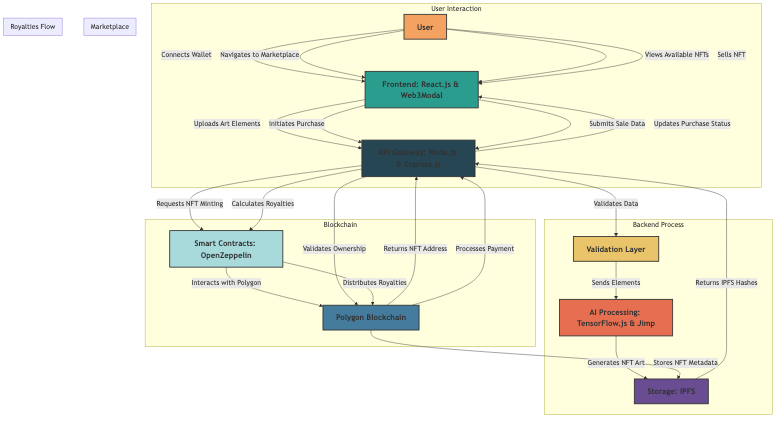 User Interaction
Royalties Flow
Marketplace
User
Connects Wallet
Navigates to Marketplace
Views Available NFTs
Sells NFT
Frontend: React.js &
Web3Modal
Uploads Art Elements
Initiates Purchase
Submits Sale Data
Updates Purchase Status
API Gateway: Node.js
& Express.js
Requests NFT Minting
Calculates Royalties
Validates Data
Blockchain
Backend Process
Smart Contracts:
OpenZeppelin
Validates Ownership
Returns NFT Address
Processes Payment
Validation Layer
Interacts with Polygon
Distributes Royalties
Sends Elements
Returns IPFS Hashes
Polygon Blockchain
AI Processing:
TensorFlow.js & Jimp
Generates NFT Art
Stores NFT Metadata
Storage: IPFS